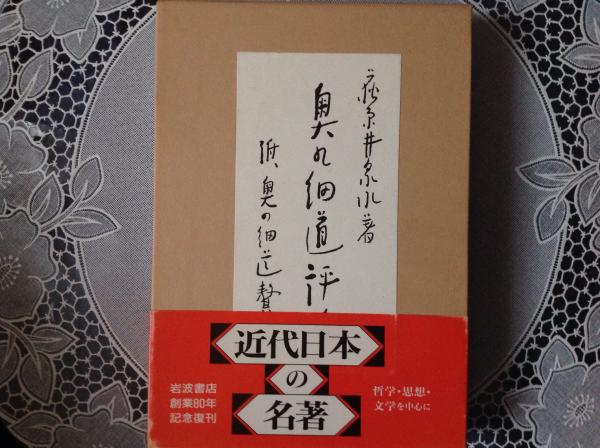 荻原井泉水著
奥の細道評
附、奥の細道贅
近代日本
の
名著
岩波書店
創業80年
記念復刊
哲学・思想・
文学を中心に